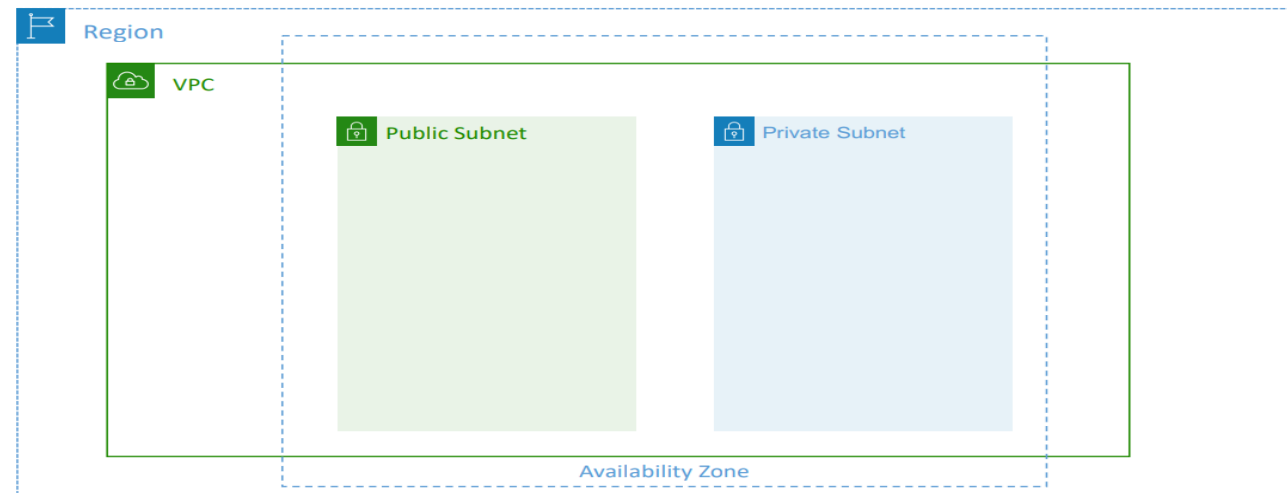 Region
VPC
Public Subnet
Private Subnet
Availability Zone